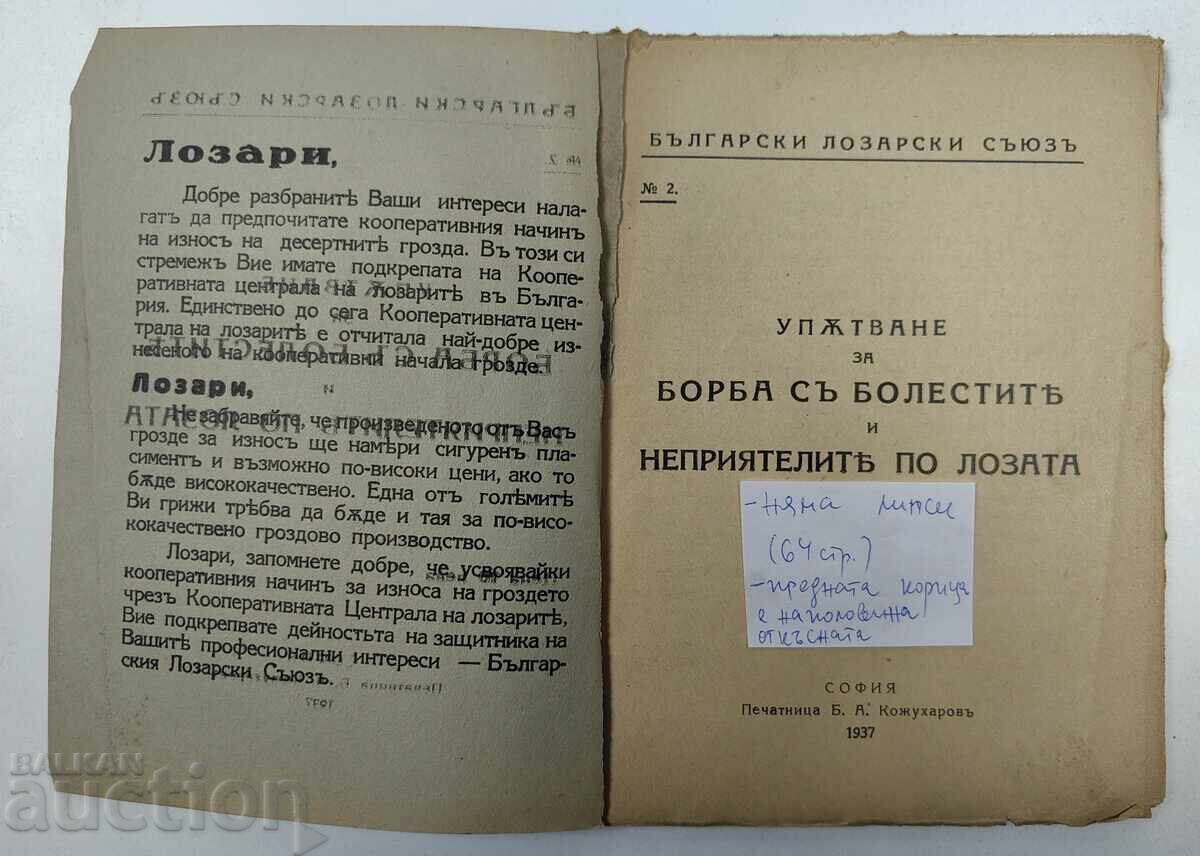 Лозари,
Добре разбранитѣ Ваши интереси нала-
гатъ да предпочитате кооперативния начинъ
на износъ на десертнитѣ грозда. Въ този си
стремежъ Вие имате подкрепата на Коопе-
ративната централа на лозаритѣ въ Бълга-
рия. Единствено до сега Кооперативната цен-
трала на лозаритѣ е отчитала най-добре из-
несеното на кооперативни начала грозде.
Лозари,
Не забравяйте, че произведеното отъ Васъ
грозде за износъ ще намѣри сигуренъ пла-
симентъ и възможно по-високи цени, ако то
бѫде висококачествено. Една отъ голѣмитѣ
Ви грижи трѣбва да бѫде и тая за по-висо-
кокачествено гроздово производство.
Лозари, запомнете добре, че, усвоявайки
кооперативния начинъ за износа на гроздето
чрезъ Кооперативната Централа на лозаритѣ,
Вие подкрепвате дейностьта на защитника на
Вашитѣ професионални интереси — Българ-
ския Лозарски Съюзъ.
БЪЛГАРСКИ ЛОЗАРСКИ СЪЮЗЪ
№ 2.
УПѪТВАНЕ
ЗА
БОРБА СЪ БОЛЕСТИТѢ
И
НЕПРИЯТЕЛИТѢ ПО ЛОЗАТА
- няма липси
(64 стр.)
- предната корица
е наполовина
откъсната
СОФИЯ
Печатница Б. А. Кожухаровъ
1937
BALKAN
auction